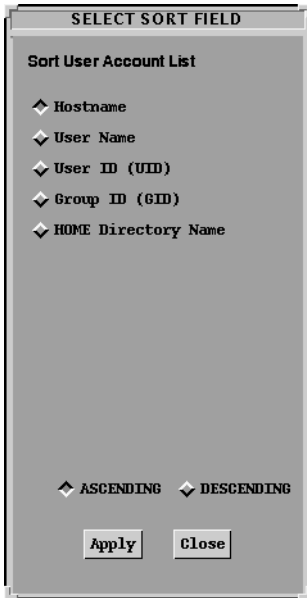 SELECT SORT FIELD
Sort User Account List
Hostname
User Name
User ID (UID)
Group ID (GID)
HOME Directory Name
ASCENDING DESCENDING
Apply Close